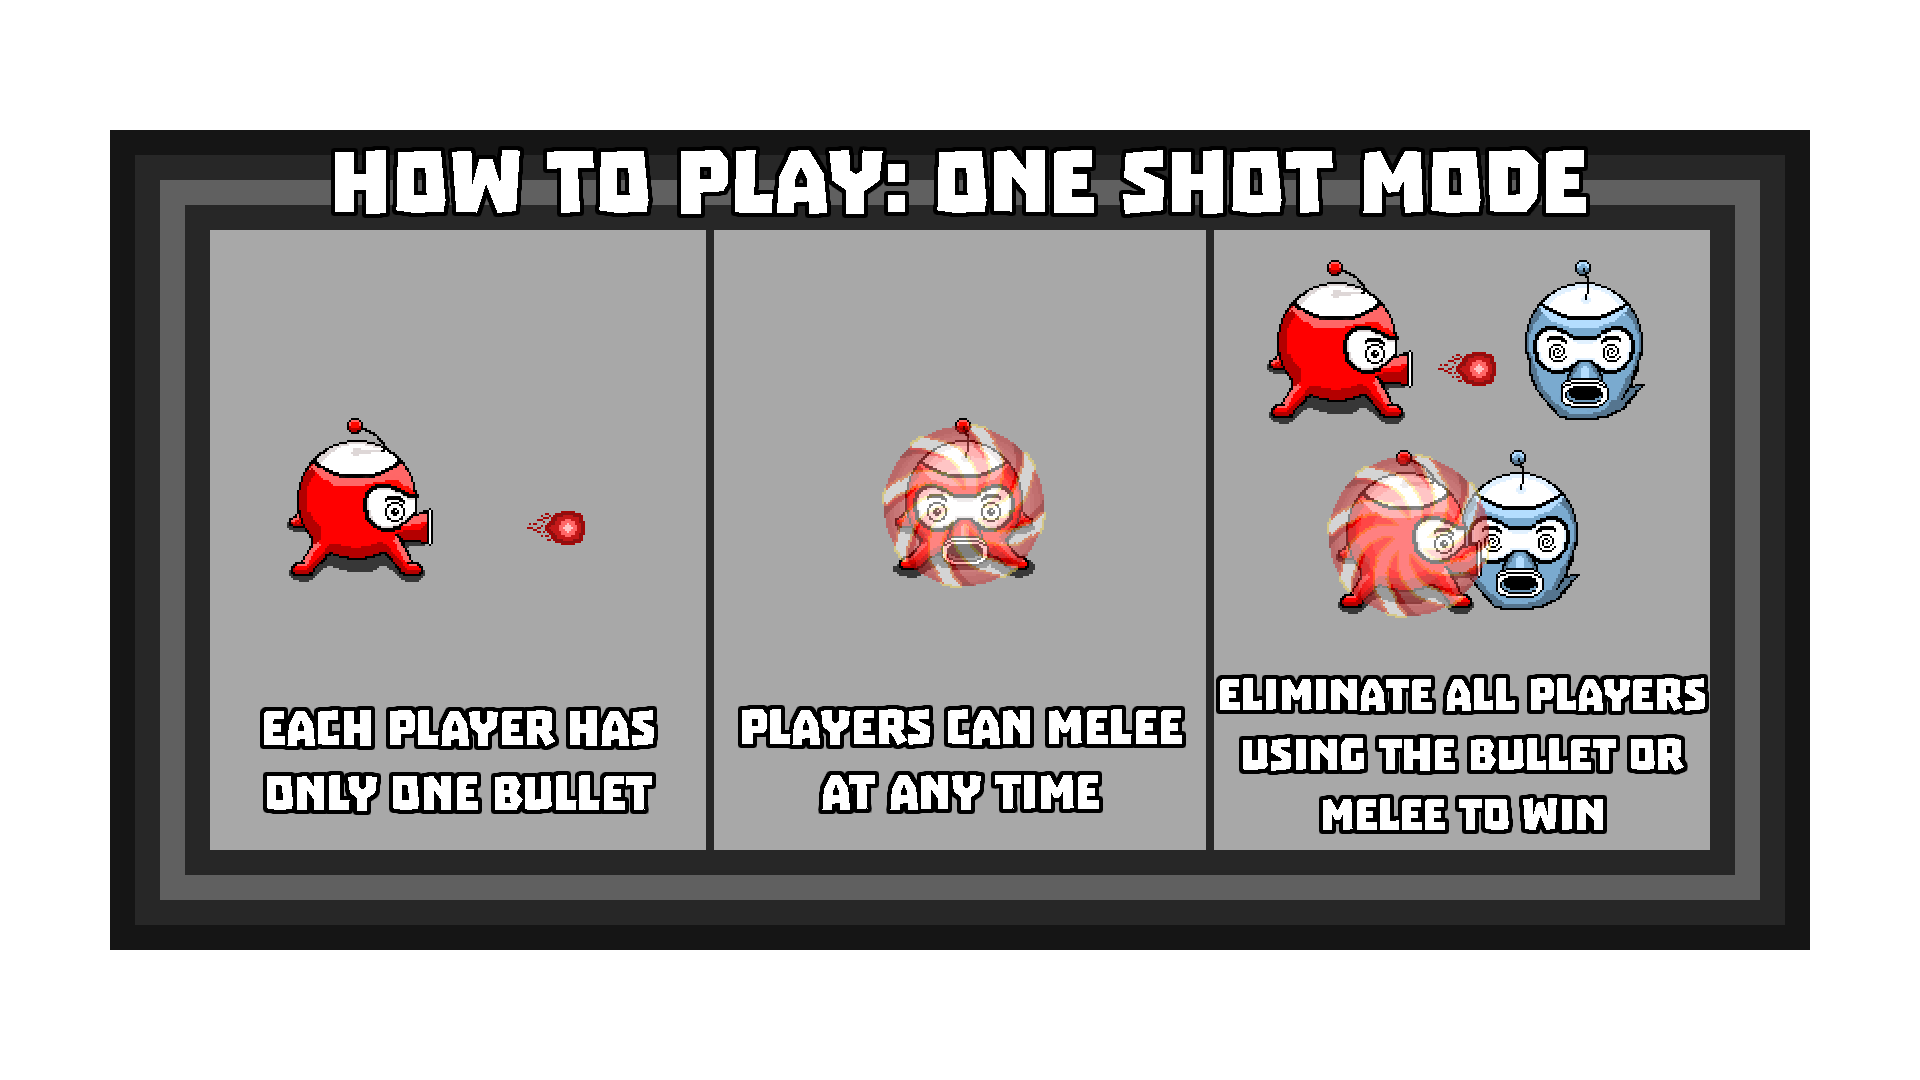 HOW TO PLAY: ONE SHOT MODE
EACH PLAYER HAS
ONLY ONE BULLET
PLAYERS CAN MELEE
AT ANY TIME
ELIMINATE ALL PLAYERS
USING THE BULLET OR
MELEE TO WIN